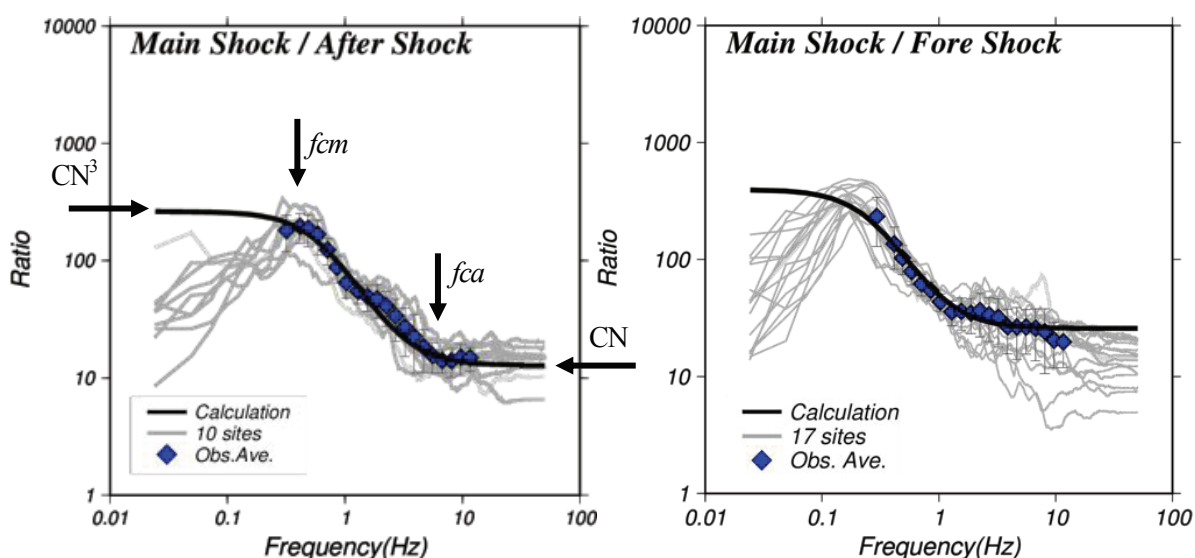 Main Shock / After Shock
10000
1000
100
10
1
Ratio
CN³
fcm
fca
CN
Calculation
10 sites
Obs.Ave.
0.01
0.1
1
10
100
Frequency(Hz)
Main Shock / Fore Shock
10000
1000
100
10
1
Ratio
Calculation
17 sites
Obs. Ave.
0.01
0.1
1
10
100
Frequency(Hz)